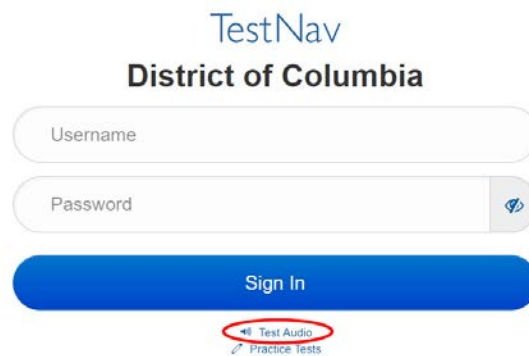 TestNav
District of Columbia
Username
Password
Sign In
Test Audio
Practice Tests